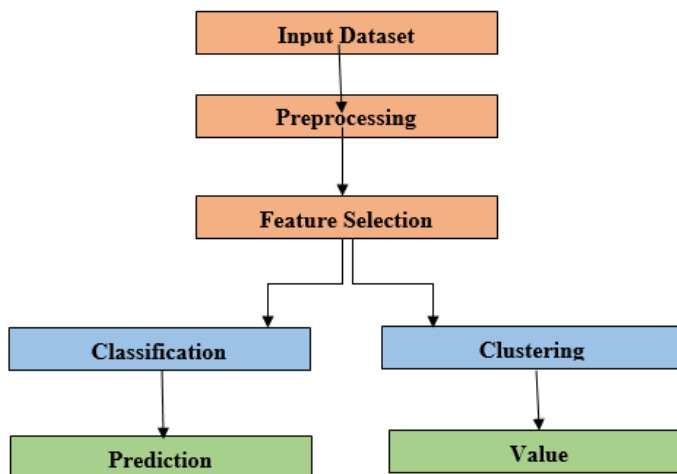 Input Dataset
Preprocessing
Feature Selection
Classification
Clustering
Prediction
Value